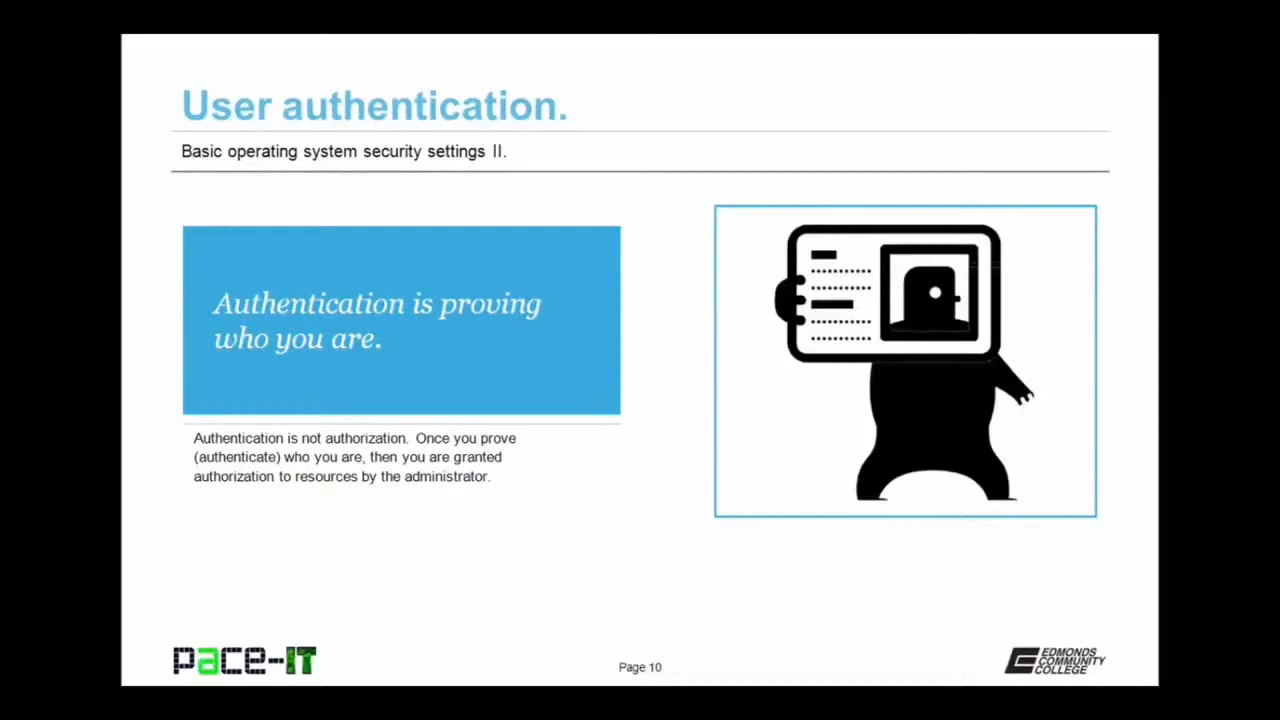 User authentication.
Basic operating system security settings II.
Authentication is proving
who you are.
Authentication is not authorization. Once you prove
(authenticate) who you are, then you are granted
authorization to resources by the administrator.
pace-IT
Page 10
EDMONDS
COMMUNITY
COLLEGE